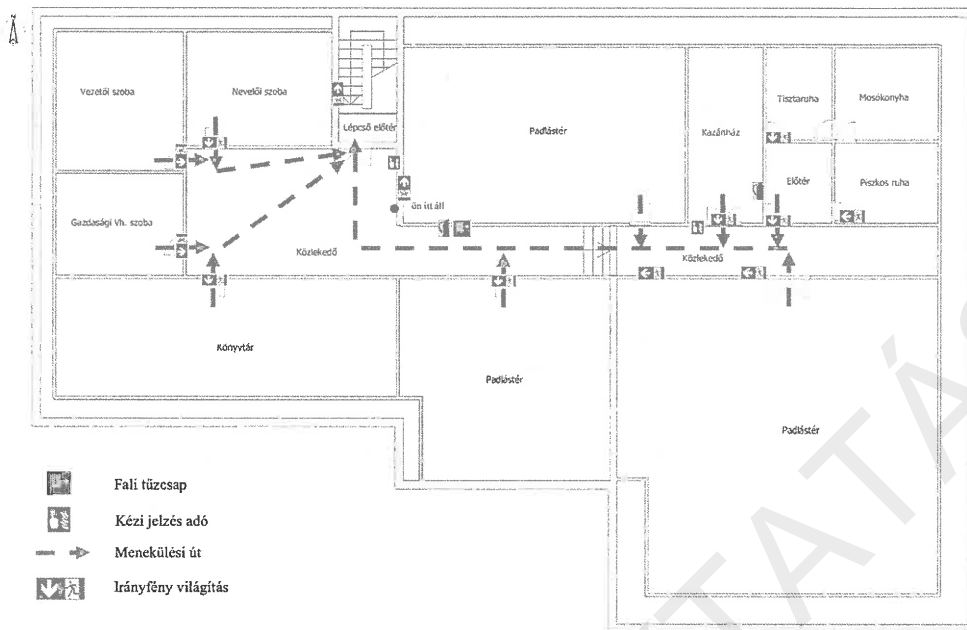 Vezetői szoba
Nevelői szoba
Lépcső előtér
Padlástér
Kazánház
Tisztaruha
Mosókonyha
Előtér
Piszkos ruha
Gazdasági Vh. szoba
ön itt áll
Közlekedő
Közlekedő
Könyvtár
Padlástér
Padlástér
Fali tűzcsap
Kézi jelzés adó
Menekülési út
Irányfény világítás